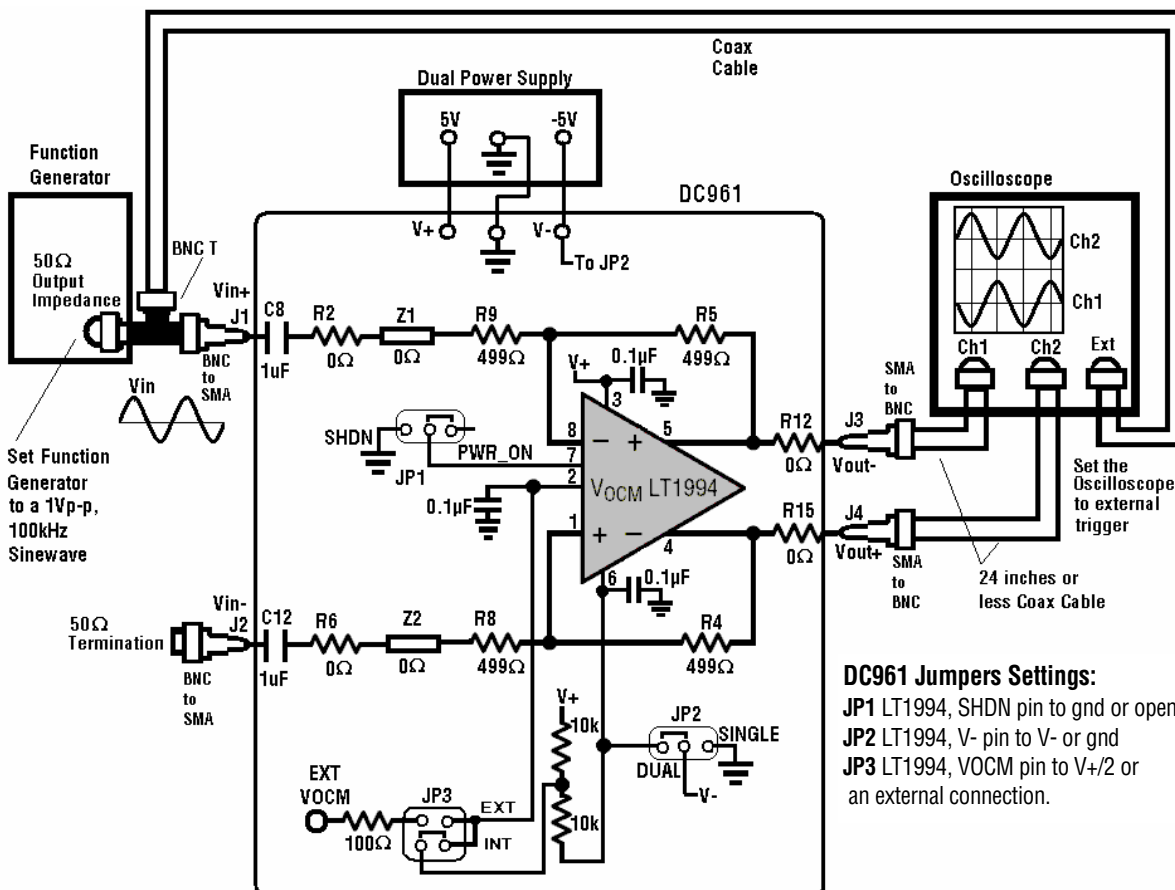 Coax
Cable
Dual Power Supply
5V
-5V
Function
Generator
Oscilloscope
DC961
V+
V-
To JP2
50Ω
Output
Impedance
BNC T
Vin+
J1
BNC
to
SMA
Vin
Set Function
Generator
to a 1Vp-p,
100kHz
Sinewave
C8
1uF
R2
0Ω
Z1
0Ω
R9
499Ω
R5
499Ω
V+
0.1µF
3
SHDN
JP1
PWR_ON
0.1µF
8
7
2
1
− +
VOCM LT1994
+ −
5
4
6
0.1µF
R12
0Ω
R15
0Ω
SMA
to
BNC
J3
Vout-
J4
Vout+
SMA
to
BNC
Ch2
Ch1
Ch1
Ch2
Ext
Set the
Oscilloscope
to external
trigger
24 inches or
less Coax Cable
50Ω
Termination
Vin-
J2
BNC
to
SMA
C12
1uF
R6
0Ω
Z2
0Ω
R8
499Ω
R4
499Ω
V+
10k
10k
JP2
SINGLE
DUAL
V-
EXT
VOCM
100Ω
JP3
EXT
INT
DC961 Jumpers Settings:
JP1 LT1994, SHDN pin to gnd or open
JP2 LT1994, V- pin to V- or gnd
JP3 LT1994, VOCM pin to V+/2 or
an external connection.